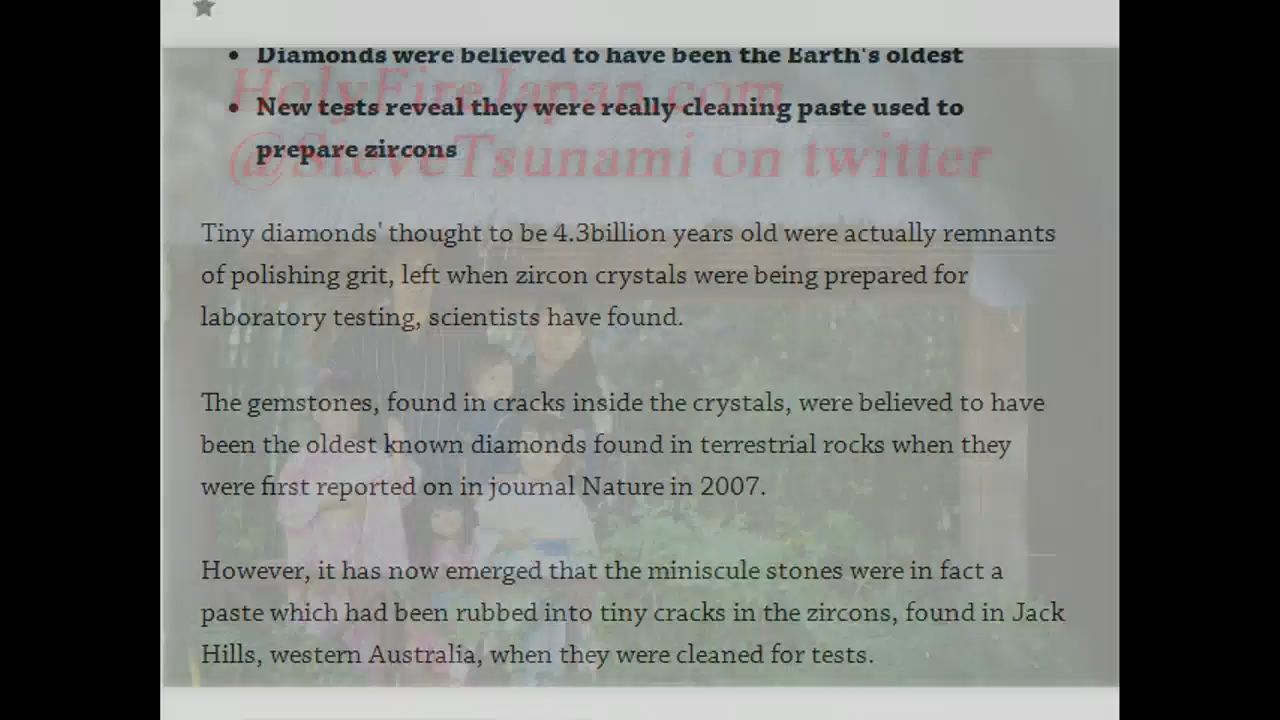 Diamonds were believed to have been the Earth's oldest
HolyFireJapan.com
New tests reveal they were really cleaning paste used to
prepare zircons
@SteveTsunami on twitter
Tiny diamonds' thought to be 4.3billion years old were actually remnants
of polishing grit, left when zircon crystals were being prepared for
laboratory testing, scientists have found.
The gemstones, found in cracks inside the crystals, were believed to have
been the oldest known diamonds found in terrestrial rocks when they
were first reported on in journal Nature in 2007.
However, it has now emerged that the miniscule stones were in fact a
paste which had been rubbed into tiny cracks in the zircons, found in Jack
Hills, western Australia, when they were cleaned for tests.